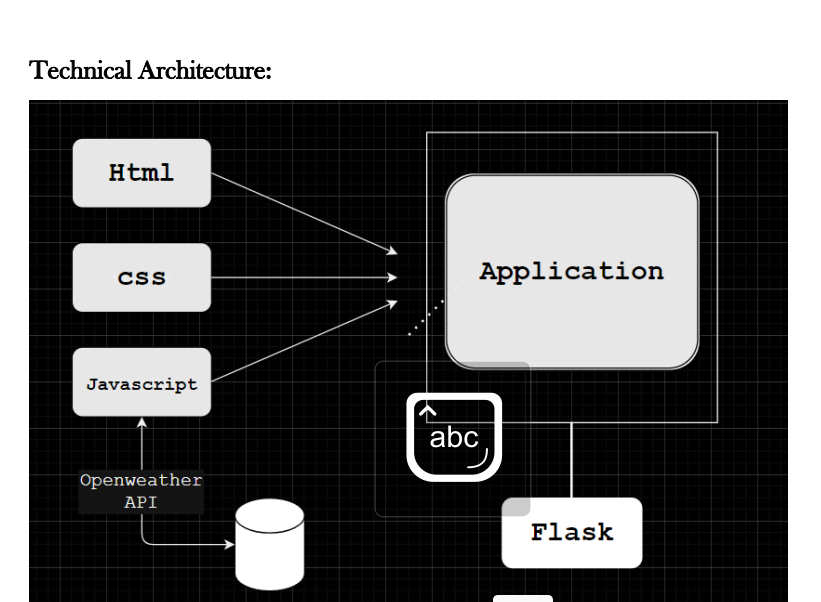 Technical Architecture:
Html
css
Application
Javascript
abc
Openweather
API
Flask